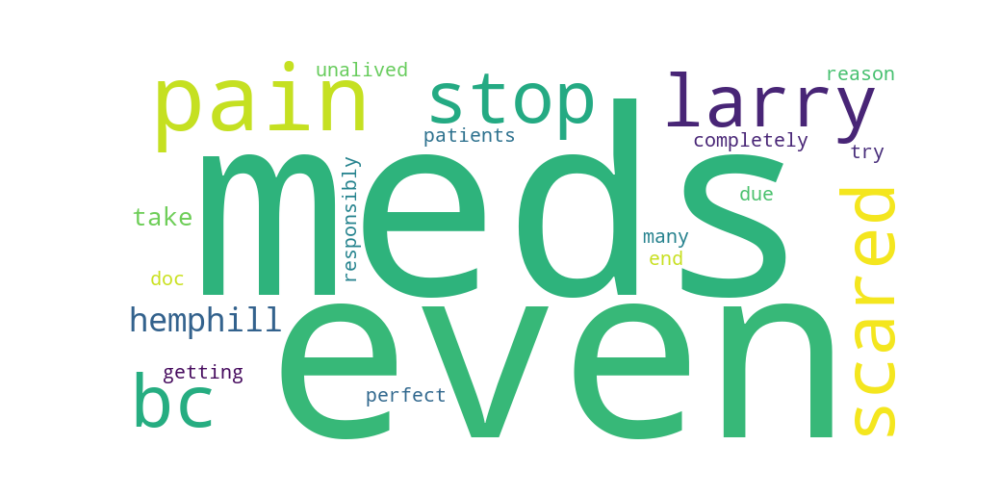 unalived
reason
pain
stop
larry
patients
completely
try
meds
responsibly
take
due
scared
many
end
doc
hemphill
even
getting
bc
perfect